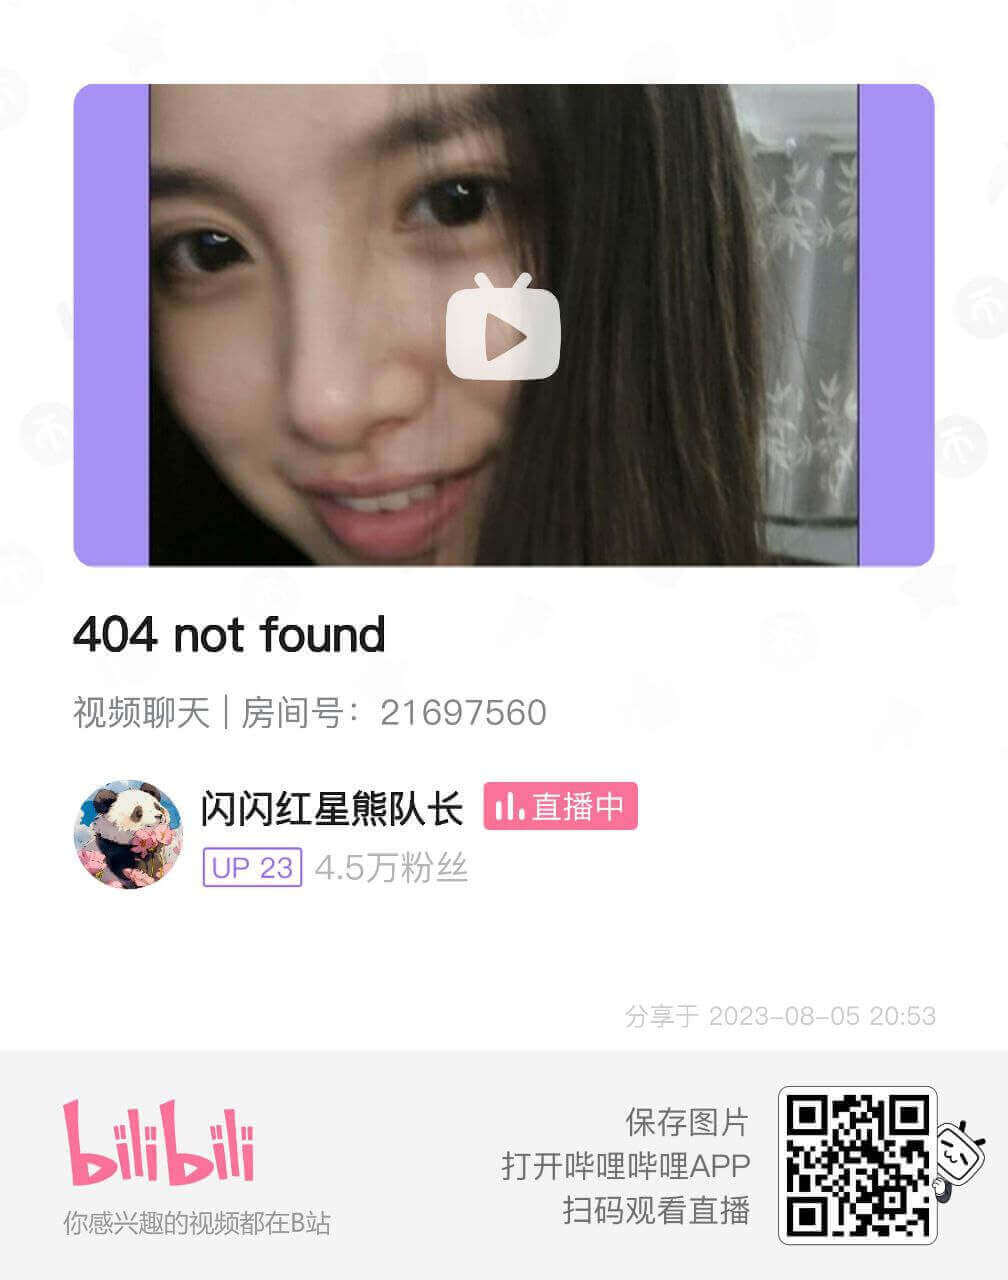 404 not found
视频聊天 | 房间号：21697560
闪闪红星熊队长 直播中
UP 23 4.5万粉丝
分享于 2023-08-05 20:53
bilibili
你感兴趣的视频都在B站
保存图片
打开哔哩哔哩APP
扫码观看直播